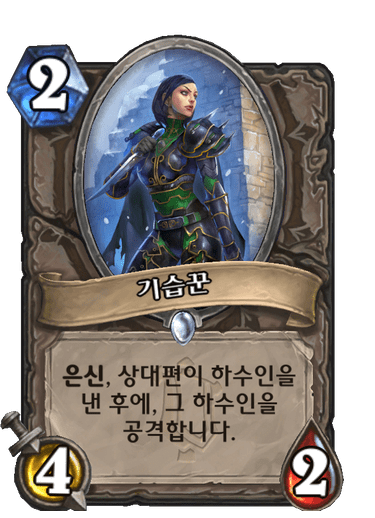 2
기습꾼
은신, 상대편이 하수인을
낸 후에, 그 하수인을
공격합니다.
4
2